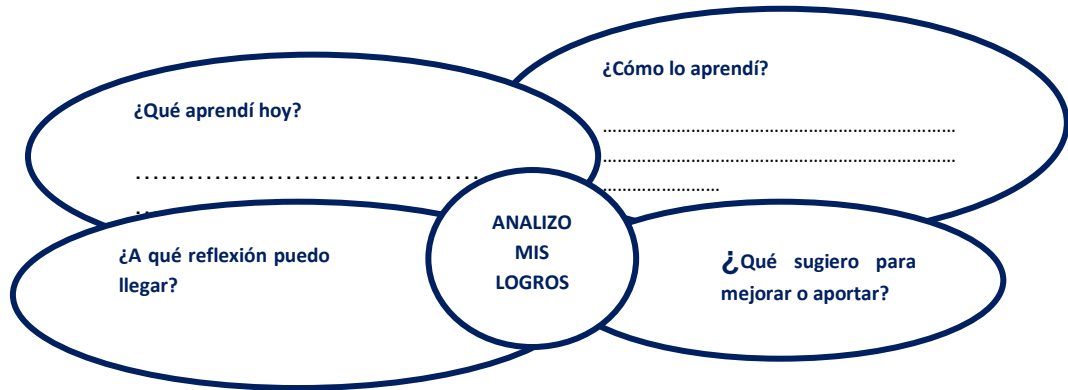 ¿Qué aprendí hoy?
......................................
..
¿Cómo lo aprendí?
........................................................................
........................................................................
........................
¿A qué reflexión puedo
llegar?
ANALIZO
MIS
LOGROS
¿Qué sugiero para
mejorar o aportar?